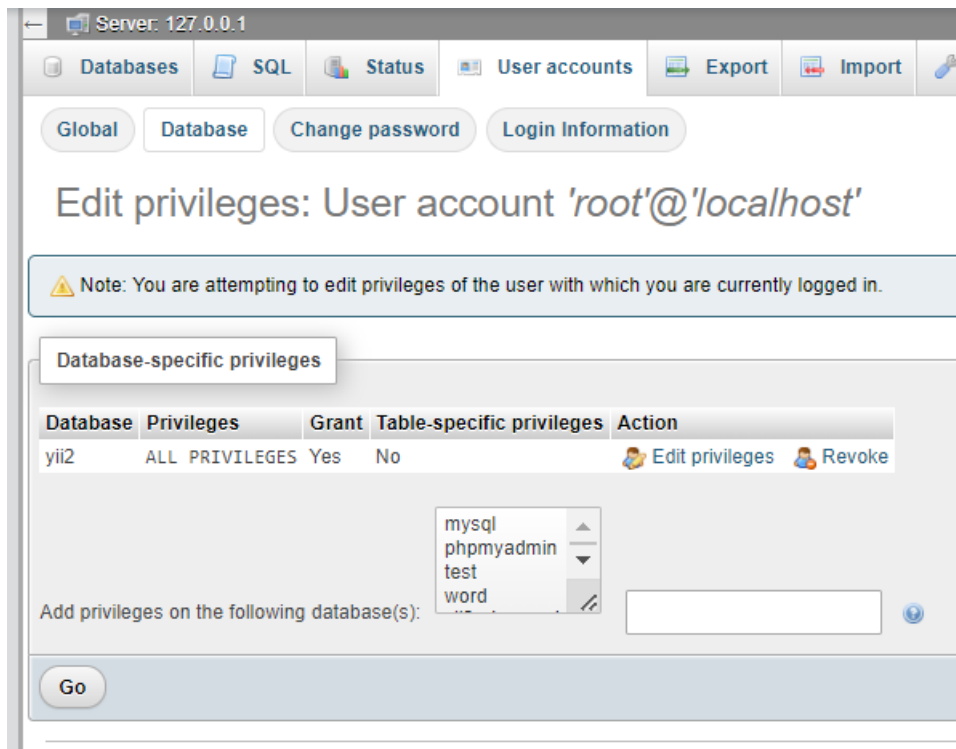 Server: 127.0.0.1
Databases SQL Status User accounts Export Import
Global Database Change password Login Information
Edit privileges: User account 'root'@'localhost'
Note: You are attempting to edit privileges of the user with which you are currently logged in.
Database-specific privileges
Database Privileges Grant Table-specific privileges Action
yii2 ALL PRIVILEGES Yes No Edit privileges Revoke
mysql
phpmyadmin
test
word
Add privileges on the following database(s):
Go